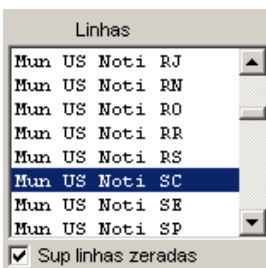 Linhas
Mun US Noti RJ
Mun US Noti RN
Mun US Noti RO
Mun US Noti RR
Mun US Noti RS
Mun US Noti SC
Mun US Noti SE
Mun US Noti SP
Sup linhas zeradas